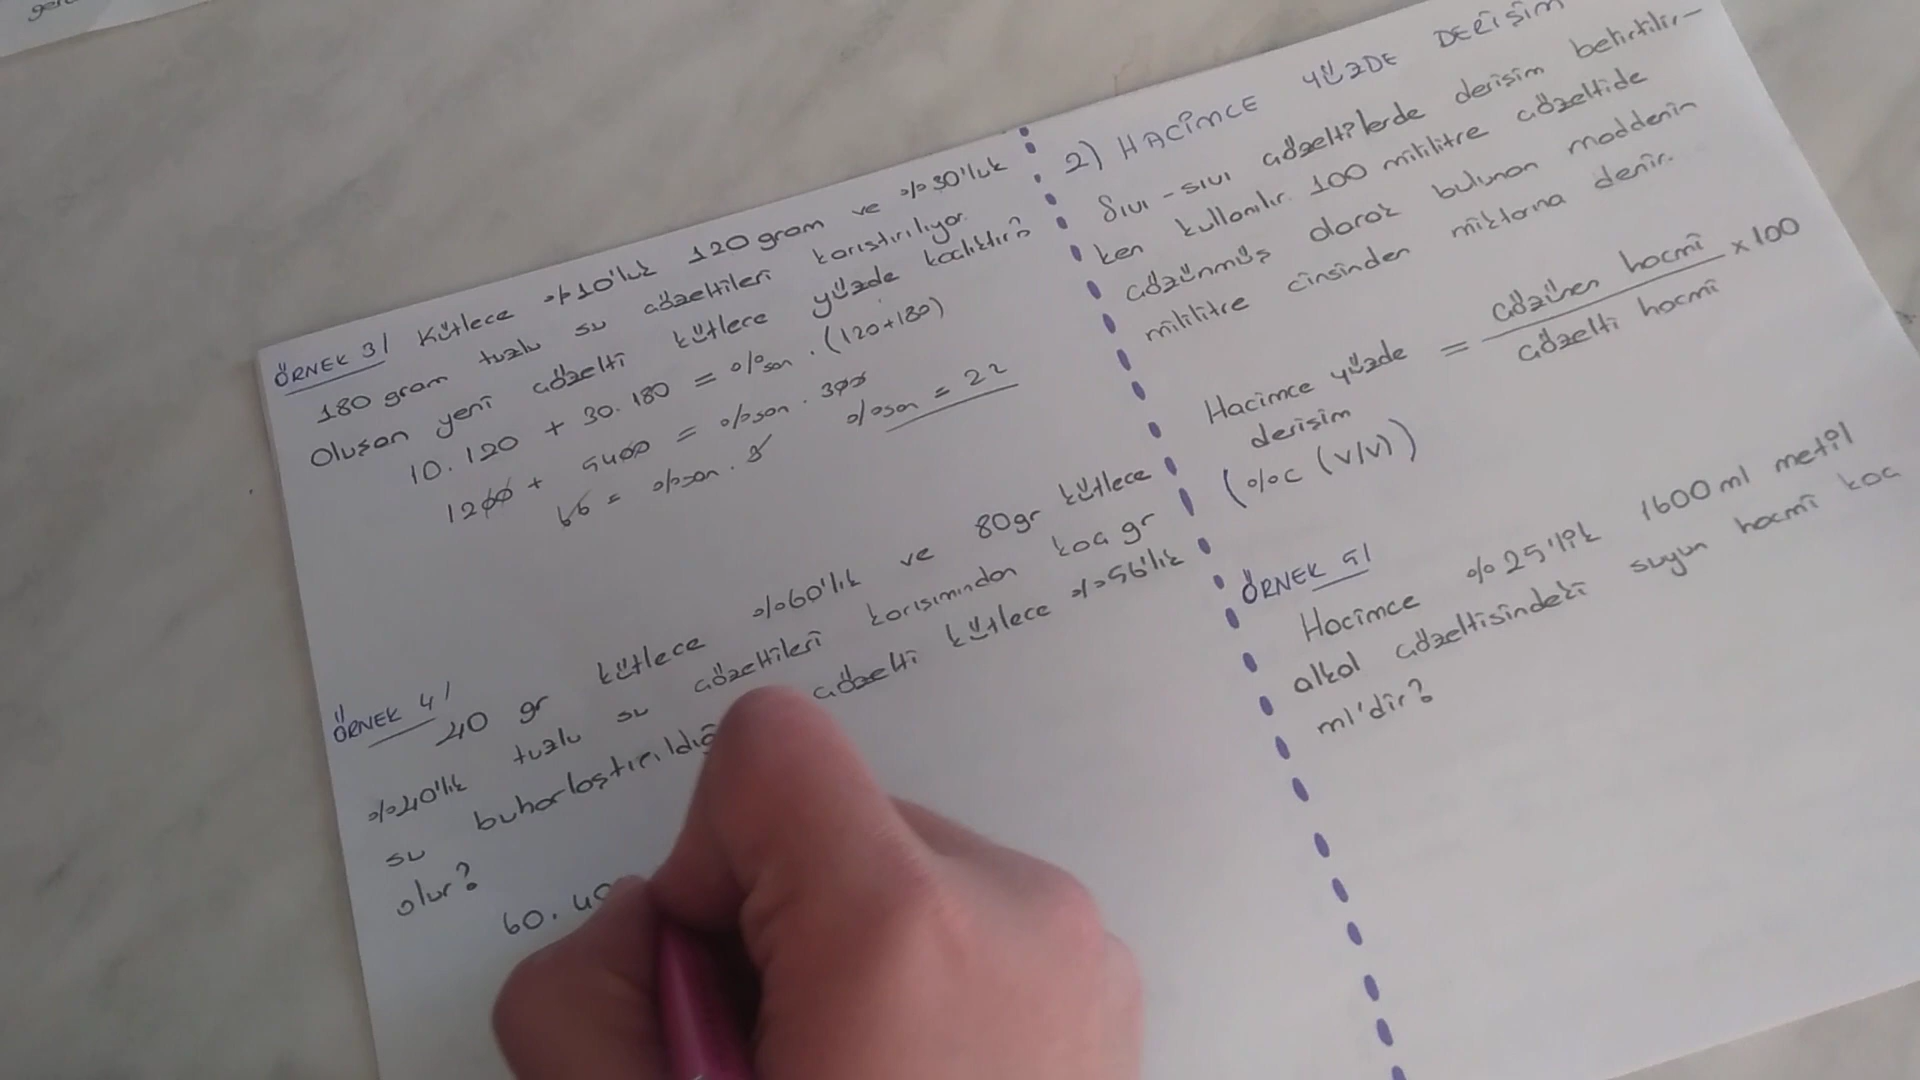 ÖRNEK 3/ Kütlece %10'luk 120 gram ve %30'luk
180 gram tuzlu su çözeltileri karıştırılıyor.
Oluşan yeni çözelti kütlece yüzde kaçlıktır?
10.120 + 30.180 = %son . (120+180)
1200 + 5400 = %son . 300
66 = %son . 3 %son = 22
ÖRNEK 4/
40 gr kütlece %60'lık ve 80gr kütlece
%40'lık tuzlu su çözeltileri karışımından kaç gr
su buharlaştırıldığ çözelti kütlece %56'lık
olur?
60.40
2) HACİMCE YÜZDE DERİŞİM
Sıvı-sıvı çözeltilerde derişim belirtilir-
ken kullanılır. 100 mililitre çözeltide
çözünmüş olarak bulunan maddenin
mililitre cinsinden miktarına denir.
Hacimce yüzde derişim = çözünen hacmi / çözelti hacmi x 100
(%C (V/V))
ÖRNEK 5/
Hacimce %25'lik 1600 ml metil
alkol çözeltisindeki suyun hacmi kaç
ml'dir?